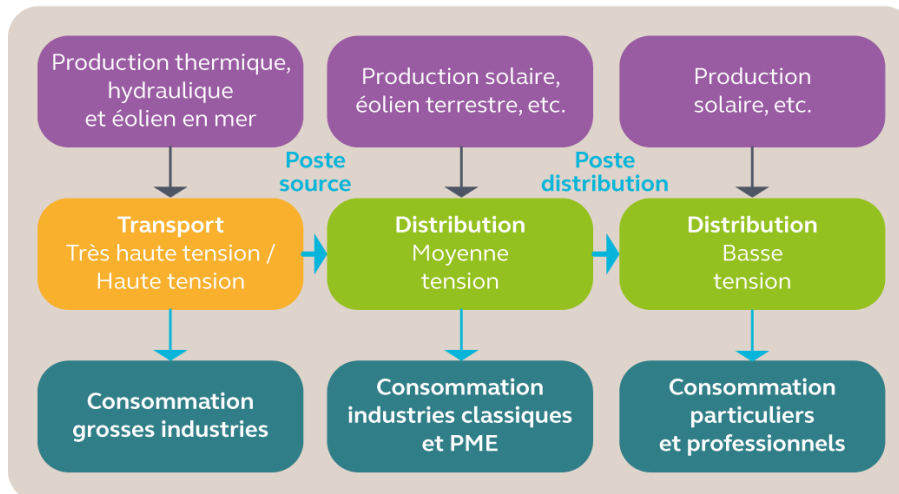 Production thermique,
hydraulique
et éolien en mer
Production solaire,
éolien terrestre, etc.
Production
solaire, etc.
Poste
source
Poste
distribution
Transport
Très haute tension /
Haute tension
Distribution
Moyenne
tension
Distribution
Basse
tension
Consommation
grosses industries
Consommation
industries classiques
et PME
Consommation
particuliers
et professionnels